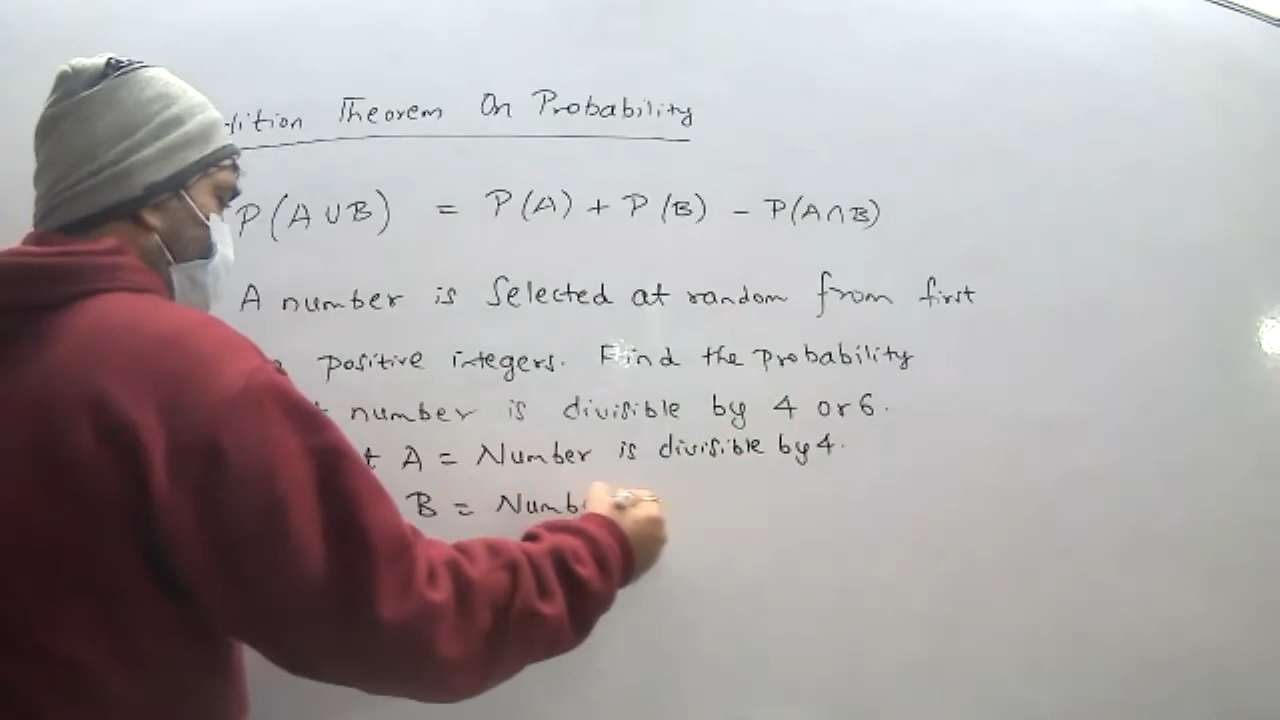 Theorem On Probability
P(A∪B) = P(A) + P(B) - P(A∩B)
A number is selected at random from first
positive integers. Find the probability
number is divisible by 4 or 6.
A = Number is divisible by 4.
B = Numb